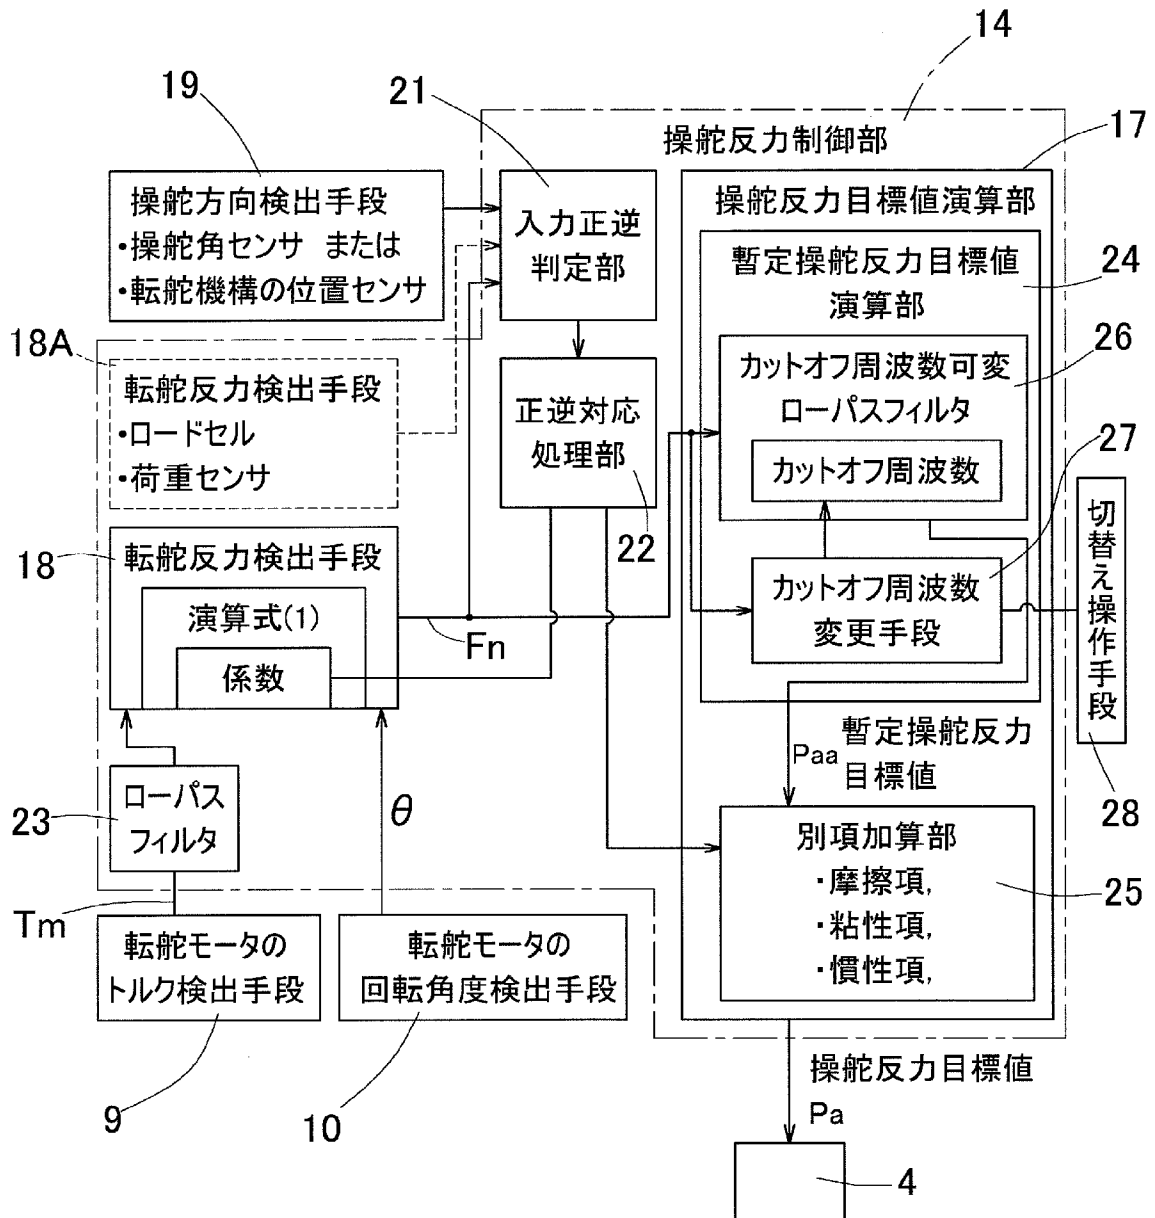 14
19
21
17
操舵反力制御部
操舵方向検出手段
・操舵角センサ または
・転舵機構の位置センサ
入力正逆
判定部
操舵反力目標値演算部
暫定操舵反力目標値
演算部
24
18A
転舵反力検出手段
・ロードセル
・荷重センサ
正逆対応
処理部
22
カットオフ周波数可変
ローパスフィルタ
カットオフ周波数
26
27
18
転舵反力検出手段
演算式(1)
係数
Fn
カットオフ周波数
変更手段
切替え操作手段
28
Paa
暫定操舵反力
目標値
23
ローパス
フィルタ
θ
別項加算部
・摩擦項,
・粘性項,
・慣性項,
25
Tm
転舵モータの
トルク検出手段
転舵モータの
回転角度検出手段
9
10
操舵反力目標値
Pa
4